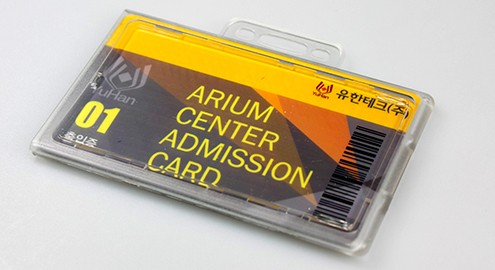 YuHan
유한테크(주)
YuHan
01
출입증
ARIUM
CENTER
ADMISSION
CARD